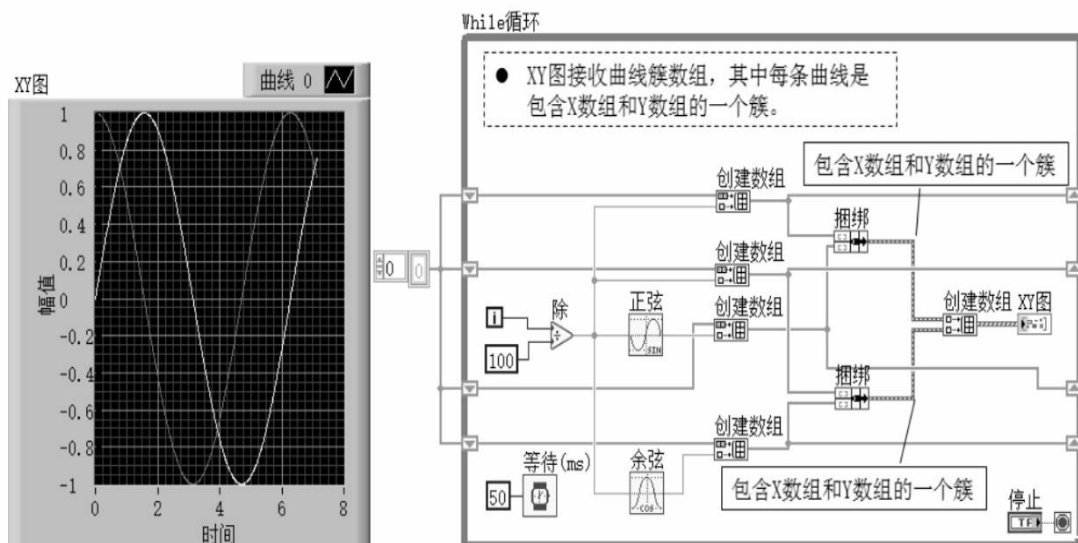 XY图
曲线 0
1
0.8
0.6
0.4
0.2
0
-0.2
-0.4
-0.6
-0.8
-1
幅值
0 2 4 6 8
时间
While循环
● XY图接收曲线簇数组，其中每条曲线是
包含X数组和Y数组的一个簇。
包含X数组和Y数组的一个簇
创建数组
捆绑
0 0
创建数组
除
正弦
创建数组
创建数组 XY图
i
÷
SIN
100
捆绑
创建数组
等待(ms)
余弦
50
COS
包含X数组和Y数组的一个簇
停止
TF